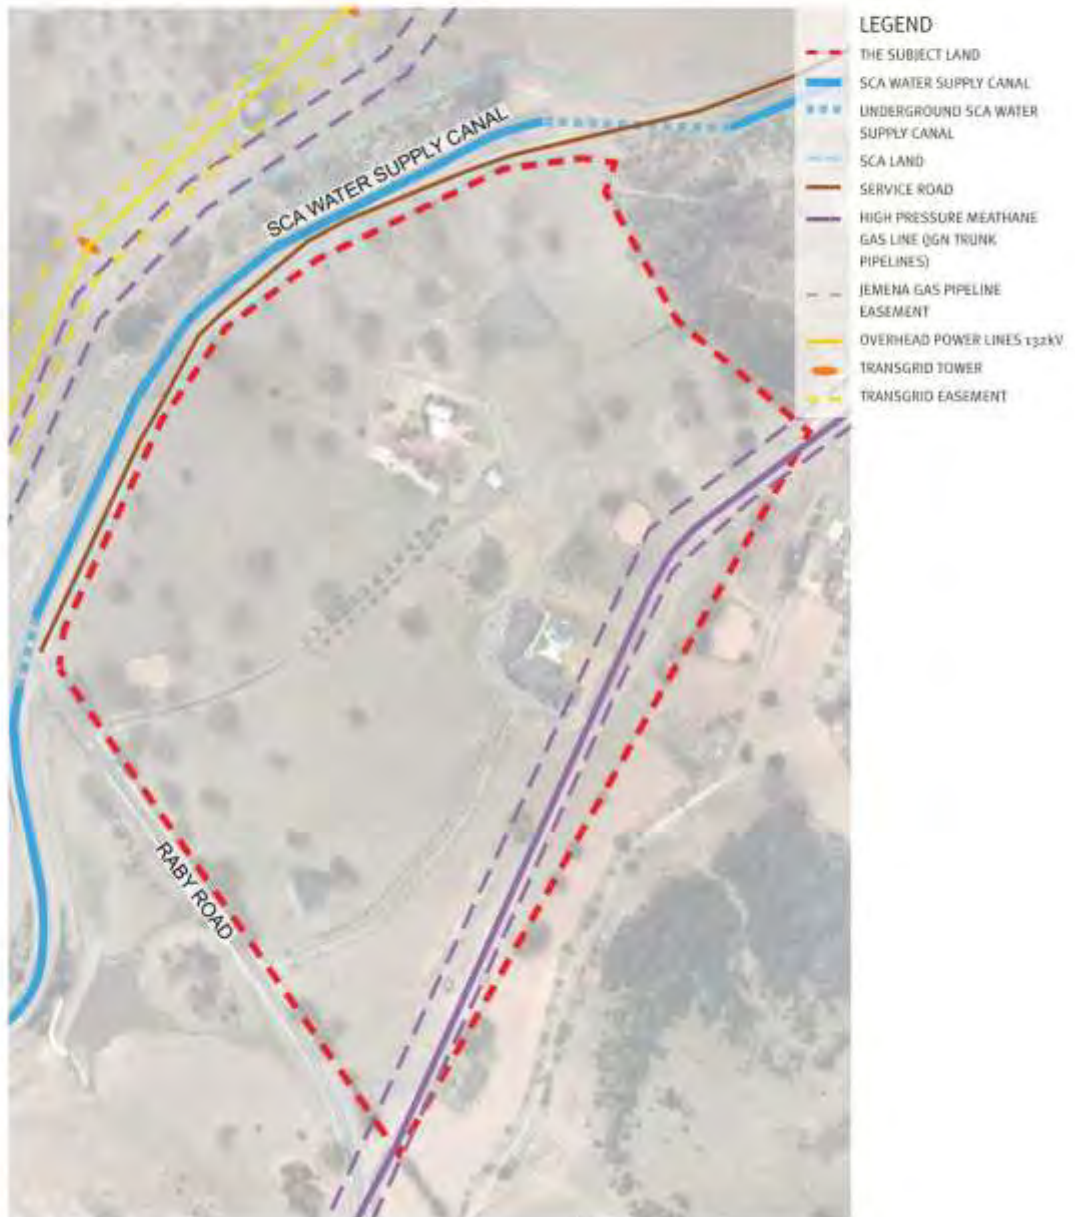 LEGEND
THE SUBJECT LAND
SCA WATER SUPPLY CANAL
UNDERGROUND SCA WATER
SUPPLY CANAL
SCA LAND
SERVICE ROAD
HIGH PRESSURE MEATHANE
GAS LINE (JGN TRUNK
PIPELINES)
JEMENA GAS PIPELINE
EASEMENT
OVERHEAD POWER LINES 132kV
TRANSGRID TOWER
TRANSGRID EASEMENT
SCA WATER SUPPLY CANAL
RABY ROAD